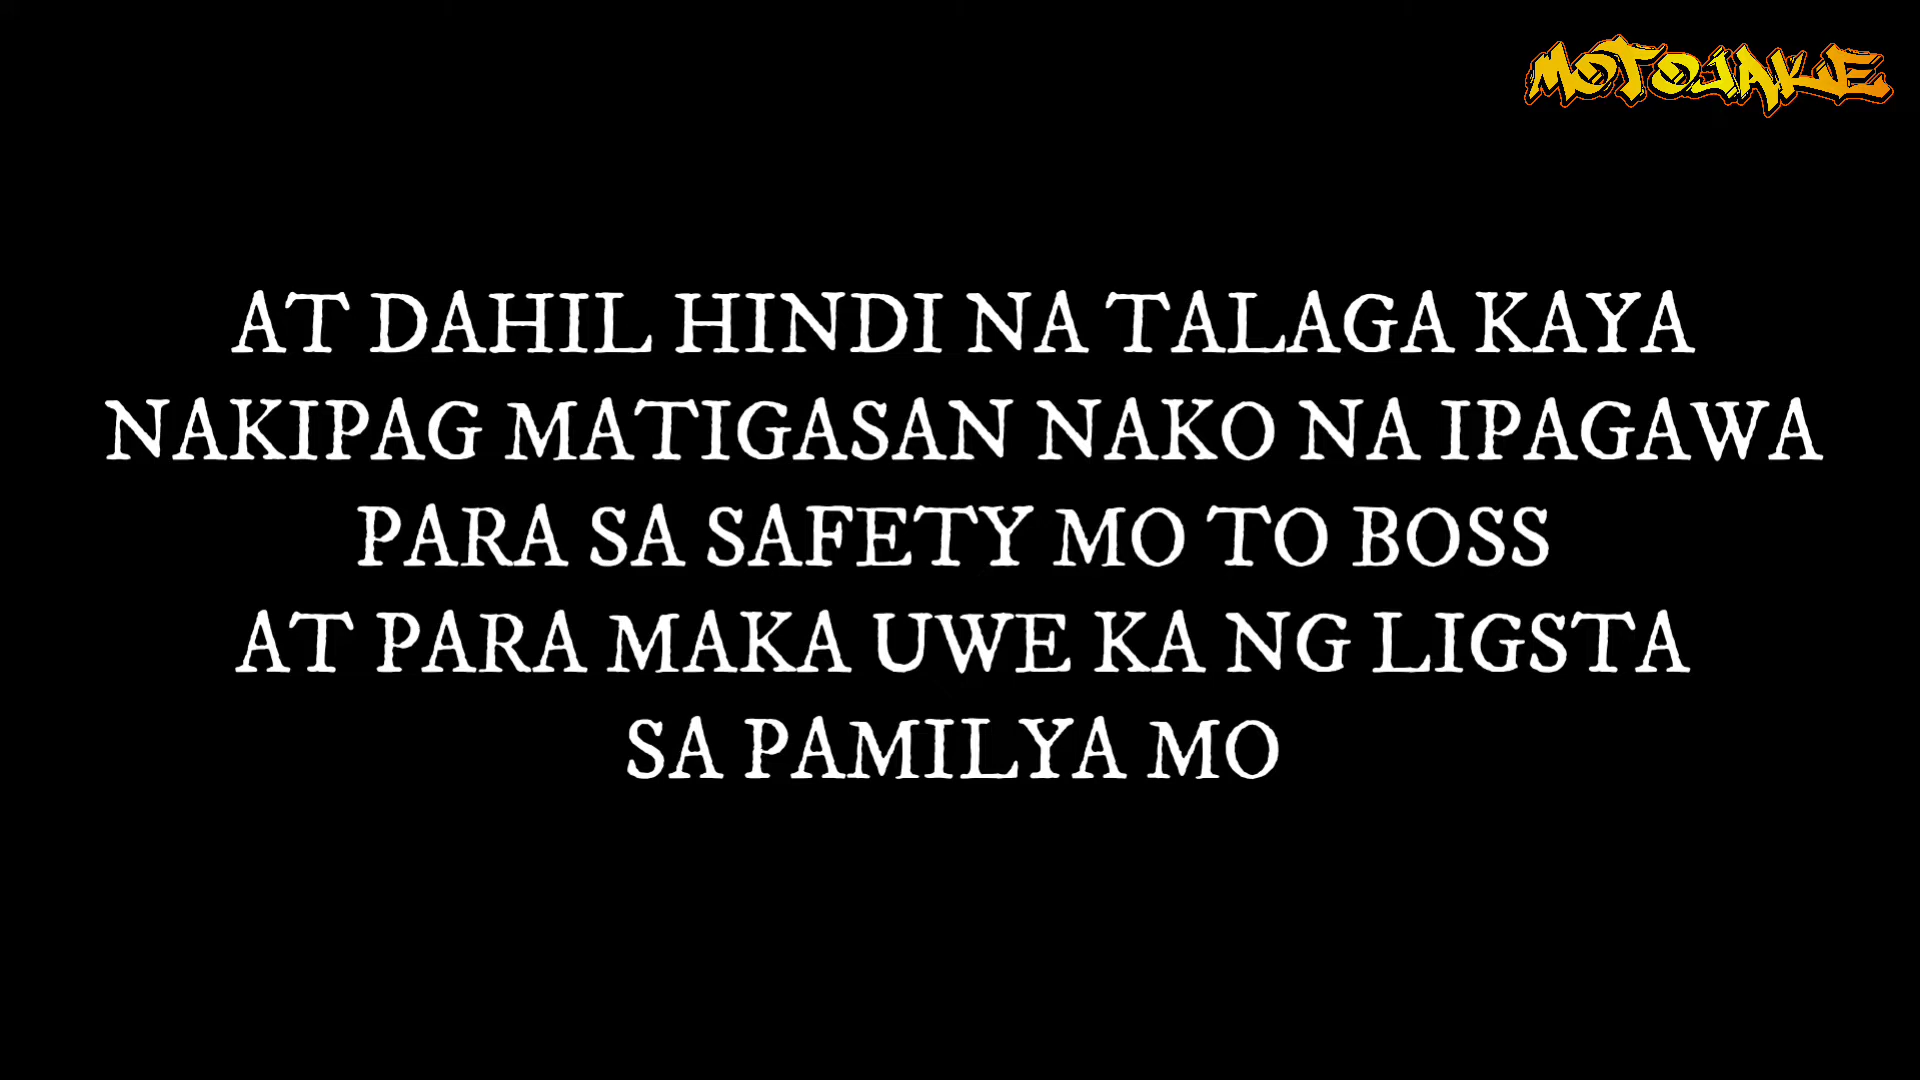 MOTOJAKE
AT DAHIL HINDI NA TALAGA KAYA
NAKIPAG MATIGASAN NAKO NA IPAGAWA
PARA SA SAFETY MO TO BOSS
AT PARA MAKA UWE KA NG LIGSTA
SA PAMILYA MO